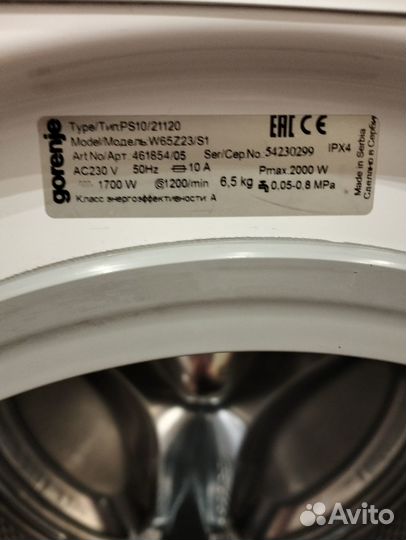 gorenje
Type/Тип:PS10/21120
Model/Модель W65Z23/S1
Art No/Арт 461854/05 Ser/Сер.No. 54230299 IPX4
AC230 V 50Hz 10 A Pmax.2000 W
1700 W @1200/min 6,5 kg 0,05-0,8 MPa
Класс энергоэффективности A
EAC CE
Made in Serbia
Сделано в Сербии
Avito